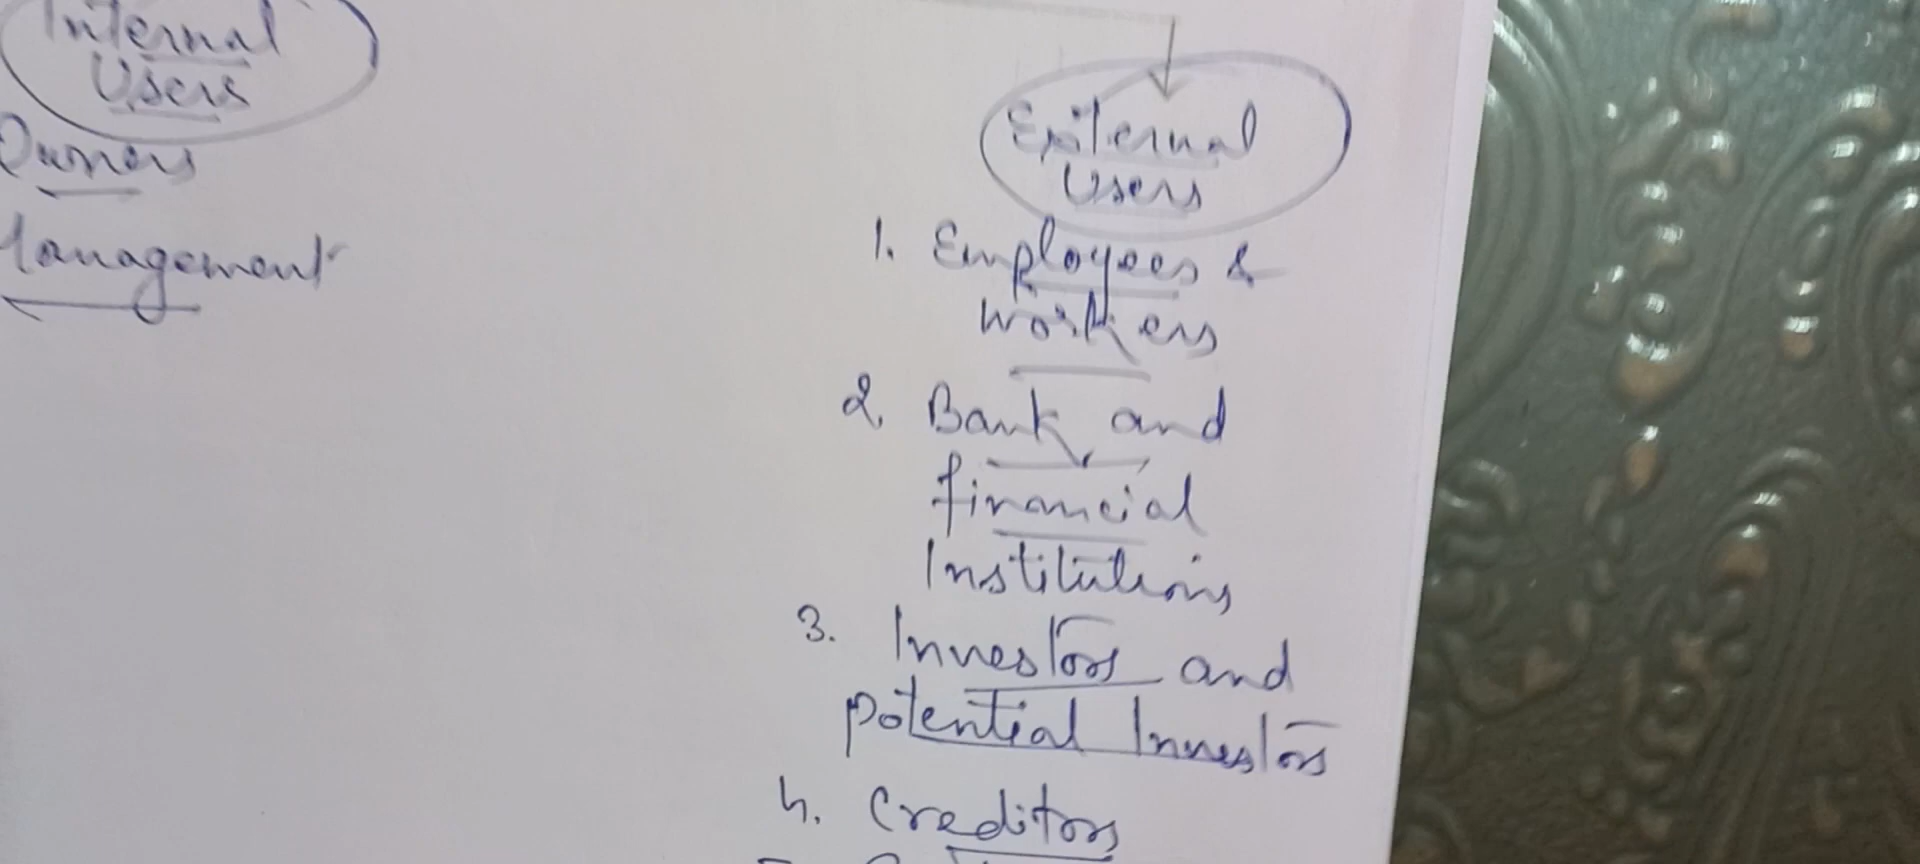 Internal
Users
Owners
Management
External
Users
1. Employees &
Workers
2. Bank and
financial
Institutions
3. Investors and
potential Investors
4. Creditors